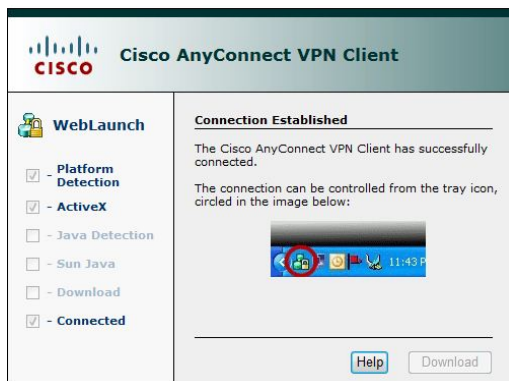 CISCO
Cisco AnyConnect VPN Client
WebLaunch
- Platform
Detection
- ActiveX
- Java Detection
- Sun Java
- Download
- Connected
Connection Established
The Cisco AnyConnect VPN Client has successfully
connected.
The connection can be controlled from the tray icon,
circled in the image below:
11:43 P
Help
Download